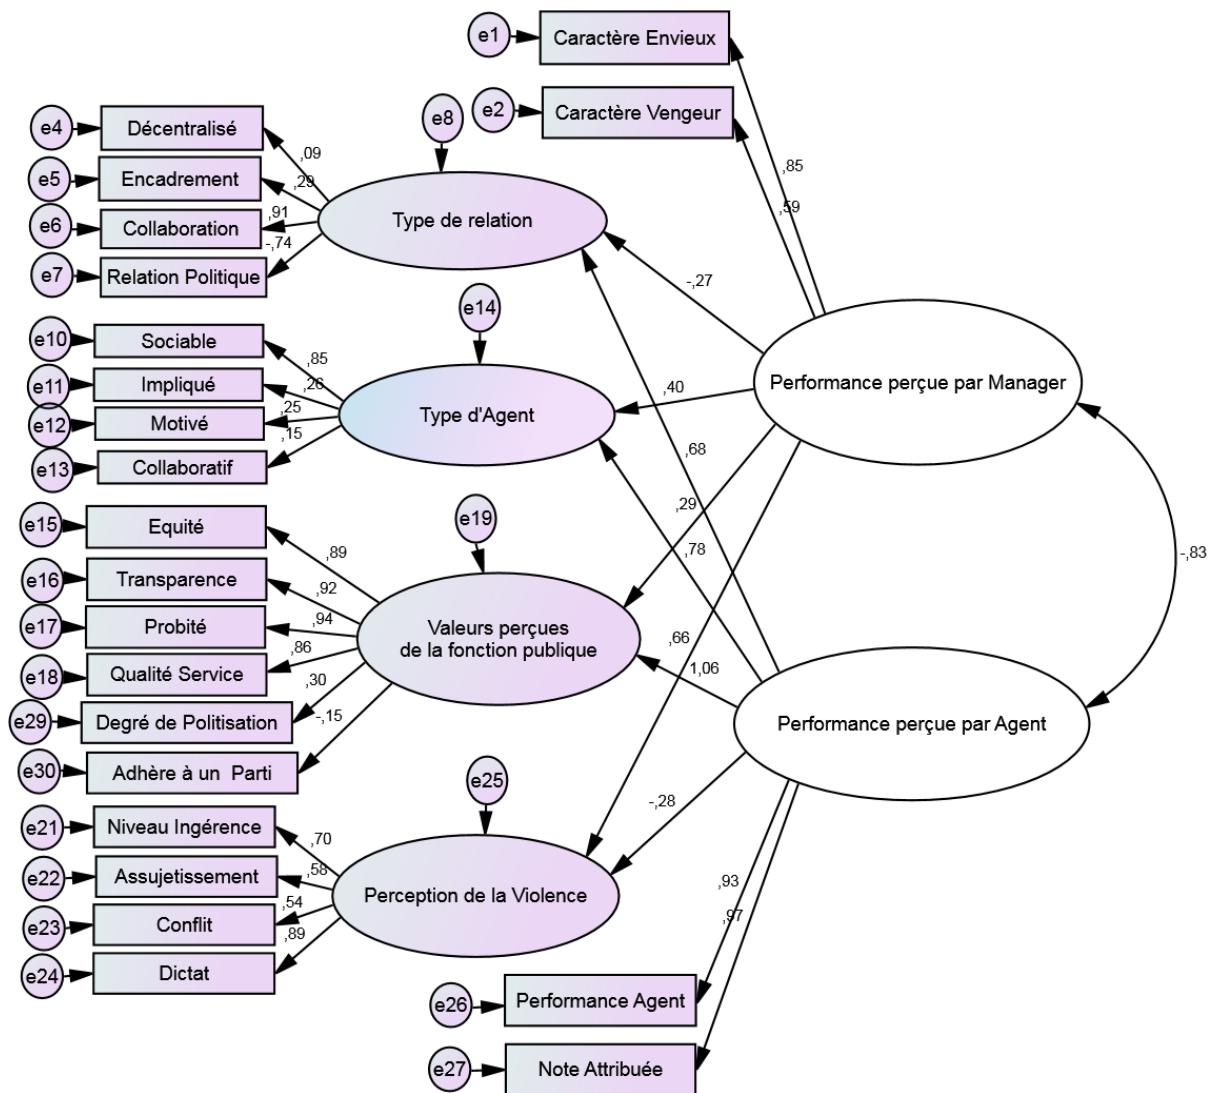 e1
Caractère Envieux
e2
Caractère Vengeur
e4
Décentralisé
e8
e5
Encadrement
e6
Collaboration
e7
Relation Politique
,09
,29
,91
-,74
Type de relation
,85
,59
-,27
e10
Sociable
e11
Impliqué
e12
Motivé
e13
Collaboratif
,85
,26
,25
,15
e14
Type d'Agent
,40
Performance perçue par Manager
,68
,29
,78
-,83
e15
Equité
e16
Transparence
e17
Probité
e18
Qualité Service
e29
Degré de Politisation
e30
Adhère à un Parti
,89
,92
,94
,86
,30
-,15
e19
Valeurs perçues
de la fonction publique
,66
1,06
Performance perçue par Agent
e21
Niveau Ingérence
e22
Assujetissement
e23
Conflit
e24
Dictat
,70
,58
,54
,89
e25
Perception de la Violence
-,28
,93
,97
e26
Performance Agent
e27
Note Attribuée